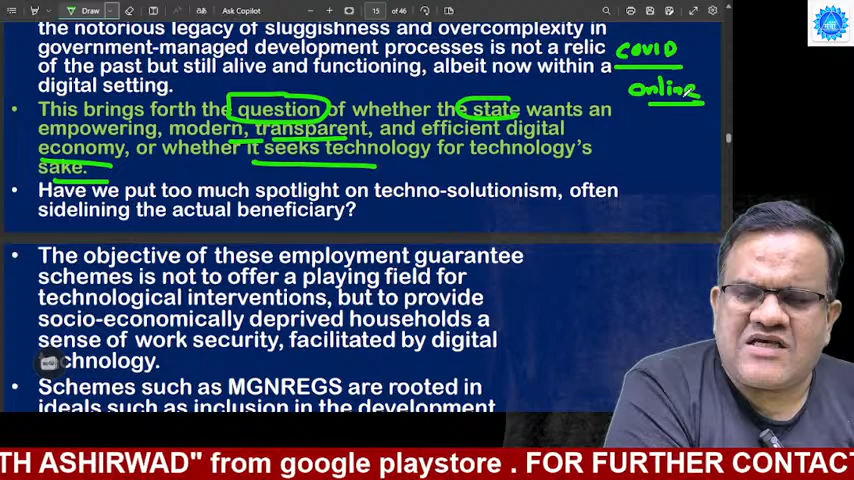 Draw
Ask Copilot
15 of 46
the notorious legacy of sluggishness and overcomplexity in
government-managed development processes is not a relic
of the past but still alive and functioning, albeit now within a
digital setting.
COVID
Online
• This brings forth the question of whether the state wants an
empowering, modern, transparent, and efficient digital
economy, or whether it seeks technology for technology's
sake.
• Have we put too much spotlight on techno-solutionism, often
sidelining the actual beneficiary?
• The objective of these employment guarantee
schemes is not to offer a playing field for
technological interventions, but to provide
socio-economically deprived households a
sense of work security, facilitated by digital
technology.
• Schemes such as MGNREGS are rooted in
ideals such as inclusion in the development
TH ASHIRWAD" from google playstore . FOR FURTHER CONTACT